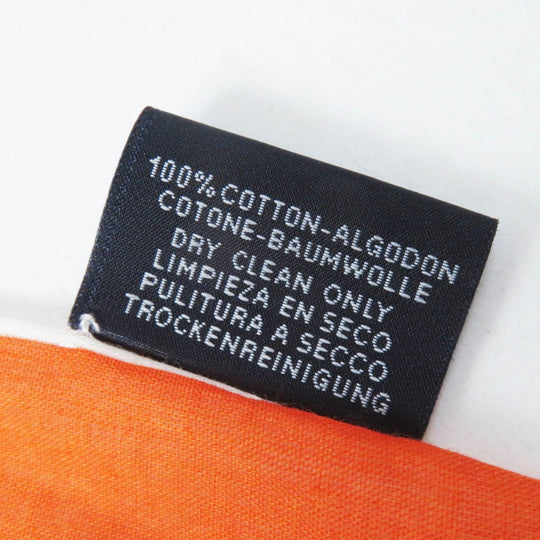 100% COTTON-ALGODON
COTONE-BAUMWOLLE
DRY CLEAN ONLY
LIMPIEZA EN SECO
PULITURA A SECCO
TROCKENREINIGUNG